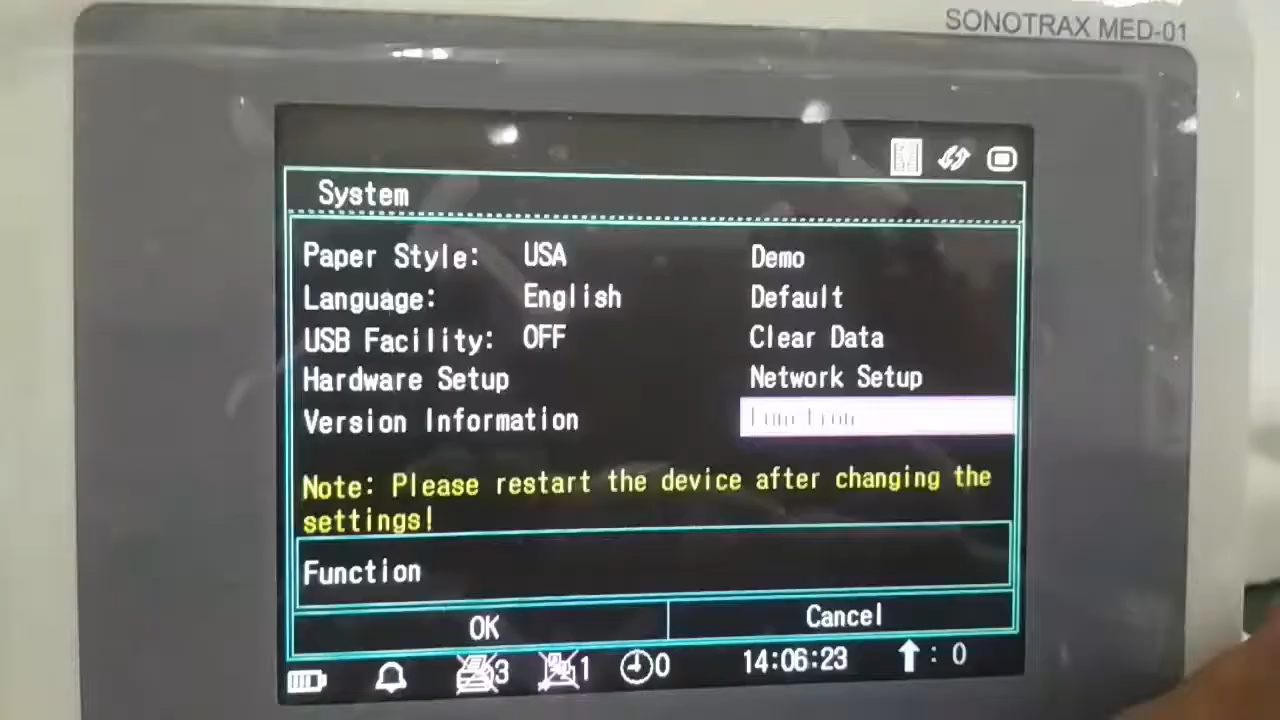 SONOTRAX MED-01
System
Paper Style: USA Demo
Language: English Default
USB Facility: OFF Clear Data
Hardware Setup Network Setup
Version Information Function
Note: Please restart the device after changing the
settings!
Function
OK Cancel
3 1 0 14:06:23 : 0